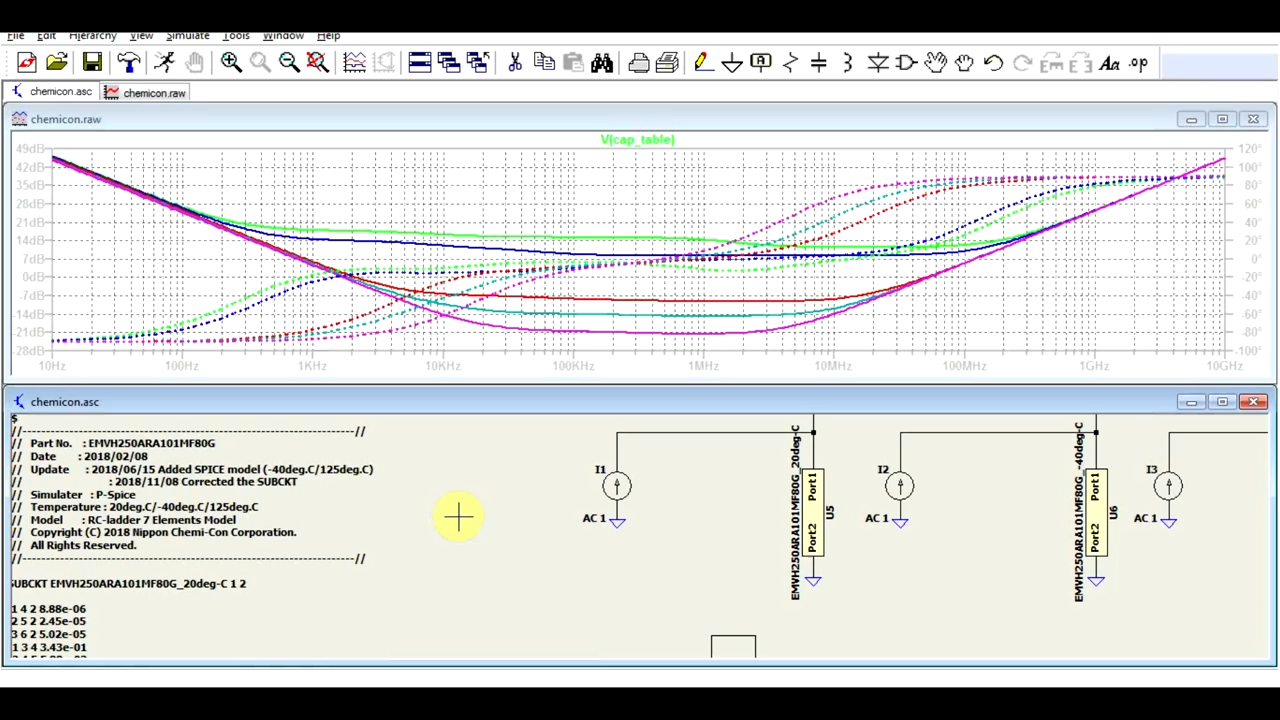 File Edit Hierarchy View Simulate Tools Window Help
Aa .op
chemicon.asc chemicon.raw
chemicon.raw
V(cap_table)
49dB 120°
42dB 100°
35dB 80°
28dB 60°
21dB 40°
14dB 20°
7dB 0°
0dB -20°
-7dB -40°
-14dB -60°
-21dB -80°
-28dB -100°
10Hz 100Hz 1KHz 10KHz 100KHz 1MHz 10MHz 100MHz 1GHz 10GHz
chemicon.asc
$
//-----------------------------------------------------------------//
// Part No. : EMVH250ARA101MF80G
// Date : 2018/02/08
// Update : 2018/06/15 Added SPICE model (-40deg.C/125deg.C)
// : 2018/11/08 Corrected the SUBCKT
// Simulater : P-Spice
// Temperature : 20deg.C/-40deg.C/125deg.C
// Model : RC-ladder 7 Elements Model
// Copyright (C) 2018 Nippon Chemi-Con Corporation.
// All Rights Reserved.
//-----------------------------------------------------------------//
SUBCKT EMVH250ARA101MF80G_20deg-C 1 2
1 4 2 8.88e-06
2 5 2 2.45e-05
3 6 2 5.02e-05
1 3 4 3.43e-01
I1
AC 1
EMVH250ARA101MF80G_20deg-C
Port1
Port2
U5
I2
AC 1
EMVH250ARA101MF80G_-40deg-C
Port1
Port2
U6
I3
AC 1